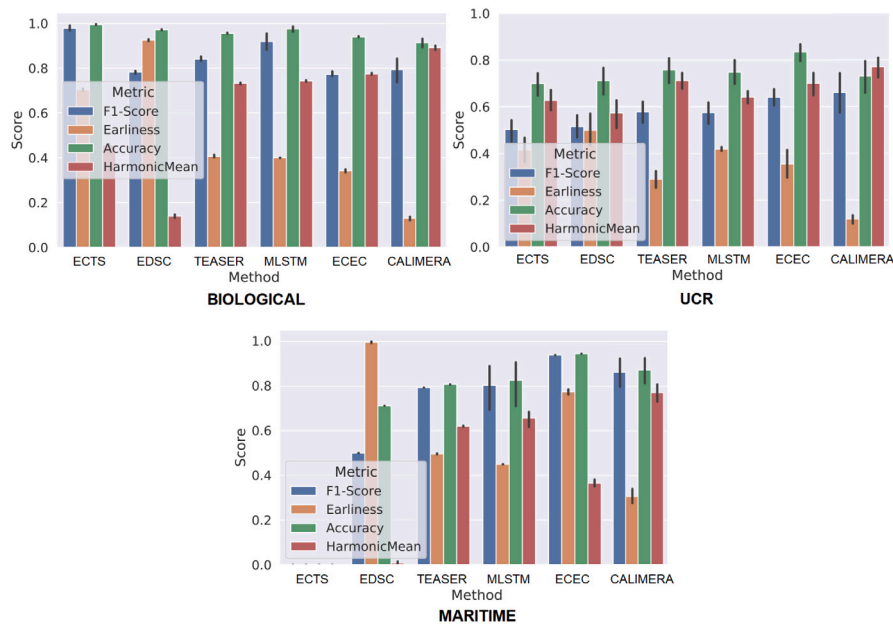 1.0
0.8
0.6
0.4
0.2
0.0
Score
Metric
F1-Score
Earliness
Accuracy
HarmonicMean
ECTS EDSC TEASER MLSTM ECEC CALIMERA
Method
BIOLOGICAL
1.0
0.8
0.6
0.4
0.2
0.0
Score
Metric
F1-Score
Earliness
Accuracy
HarmonicMean
ECTS EDSC TEASER MLSTM ECEC CALIMERA
Method
UCR
1.0
0.8
0.6
0.4
0.2
0.0
Score
Metric
F1-Score
Earliness
Accuracy
HarmonicMean
ECTS EDSC TEASER MLSTM ECEC CALIMERA
Method
MARITIME